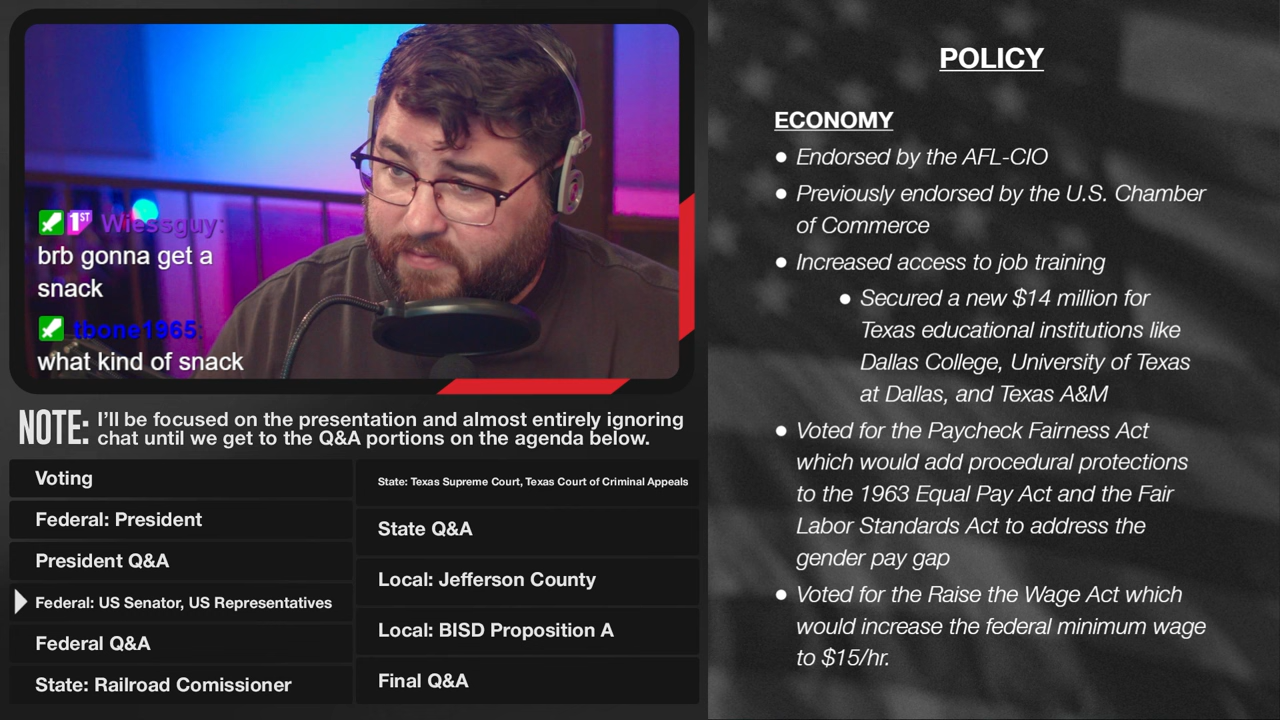 1ST Wiessguy:
brb gonna get a
snack
tbone1965:
what kind of snack
NOTE: I'll be focused on the presentation and almost entirely ignoring
chat until we get to the Q&A portions on the agenda below.
Voting
Federal: President
President Q&A
Federal: US Senator, US Representatives
Federal Q&A
State: Railroad Comissioner
State: Texas Supreme Court, Texas Court of Criminal Appeals
State Q&A
Local: Jefferson County
Local: BISD Proposition A
Final Q&A
POLICY
ECONOMY
● Endorsed by the AFL-CIO
● Previously endorsed by the U.S. Chamber
of Commerce
● Increased access to job training
● Secured a new $14 million for
Texas educational institutions like
Dallas College, University of Texas
at Dallas, and Texas A&M
● Voted for the Paycheck Fairness Act
which would add procedural protections
to the 1963 Equal Pay Act and the Fair
Labor Standards Act to address the
gender pay gap
● Voted for the Raise the Wage Act which
would increase the federal minimum wage
to $15/hr.